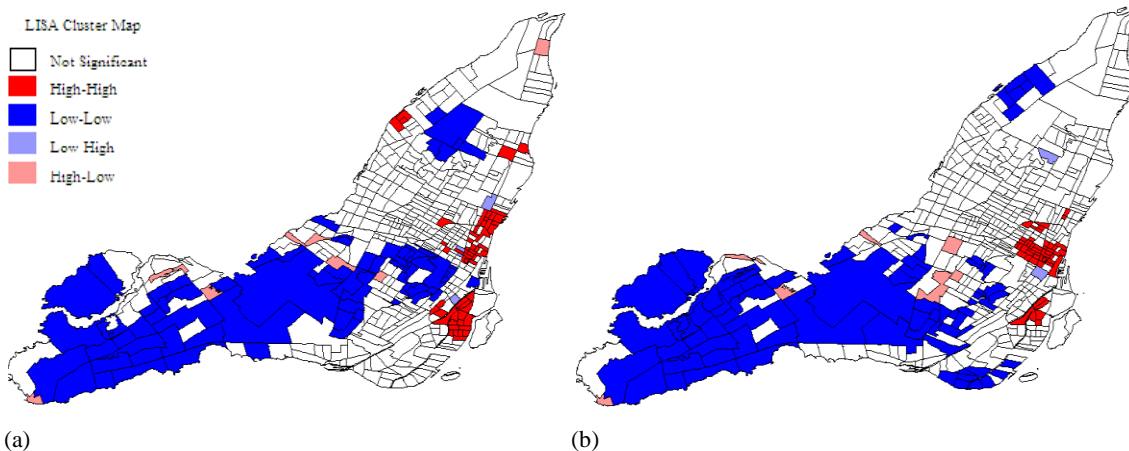 LISA Cluster Map
Not Significant
High-High
Low-Low
Low High
High-Low
(a)
(b)